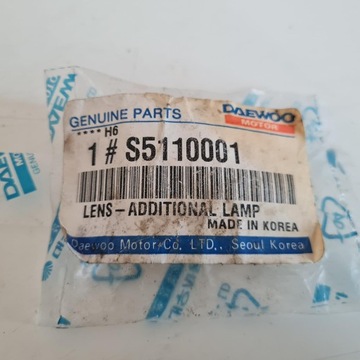 GENUINE PARTS
DAEWOO
MOTOR
**** H6
1 # S5110001
LENS-ADDITIONAL LAMP
MADE IN KOREA
Daewoo Motor Co, LTD., Seoul Korea